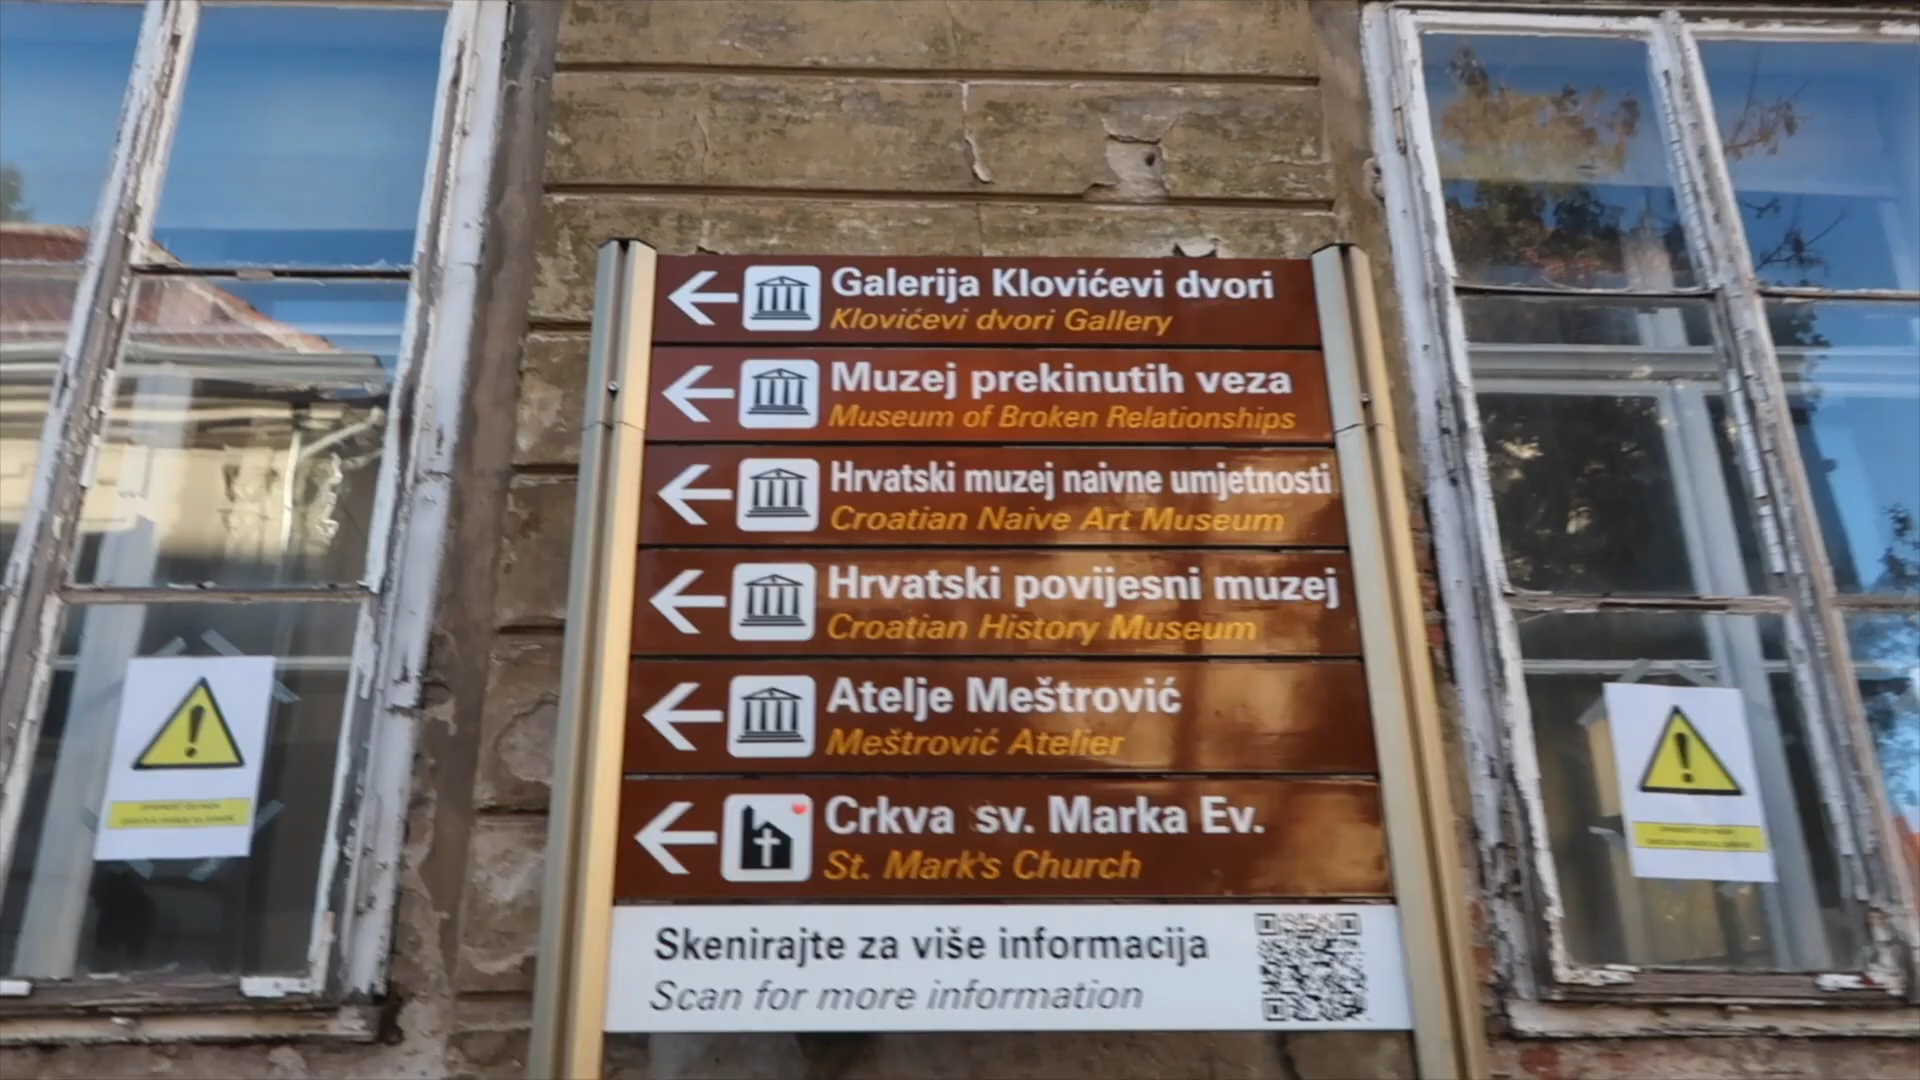 Galerija Klovićevi dvori
Klovićevi dvori Gallery
Muzej prekinutih veza
Museum of Broken Relationships
Hrvatski muzej naivne umjetnosti
Croatian Naive Art Museum
Hrvatski povijesni muzej
Croatian History Museum
Atelje Meštrović
Meštrović Atelier
Crkva sv. Marka Ev.
St. Mark's Church
Skenirajte za više informacija
Scan for more information